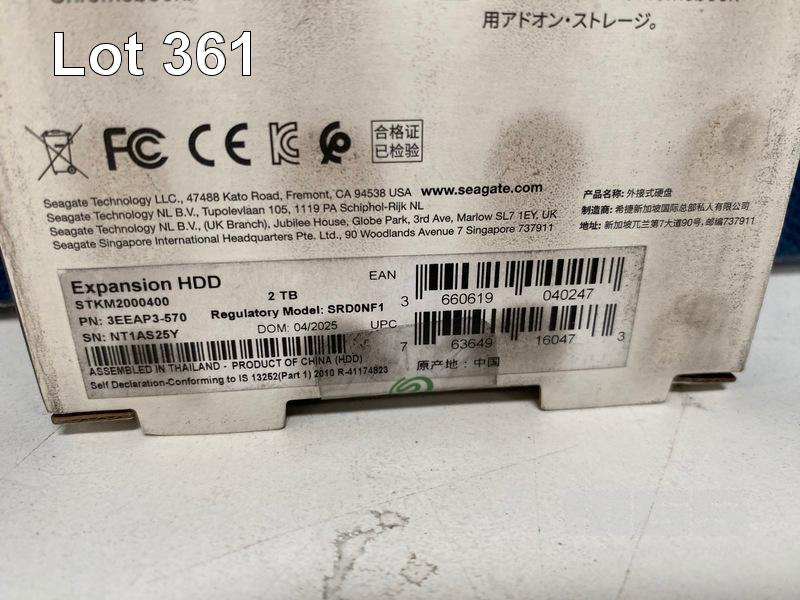 用アドオン・ストレージ。
Lot 361
FC CE
合格证
已检验
Seagate Technology LLC., 47488 Kato Road, Fremont, CA 94538 USA www.seagate.com
Seagate Technology NL B.V., Tupolevlaan 105, 1119 PA Schiphol-Rijk NL
Seagate Technology NL B.V., (UK Branch), Jubilee House, Globe Park, 3rd Ave, Marlow SL7 1EY, UK
Seagate Singapore International Headquarters Pte. Ltd., 90 Woodlands Avenue 7 Singapore 737911
产品名称: 外接式硬盘
制造商: 希捷新加坡国际总部私人有限公司
地址: 新加坡兀兰第7大道90号, 邮编737911
Expansion HDD
STKM2000400
PN: 3EEAP3-570
SN: NT1AS25Y
2 TB
Regulatory Model: SRD0NF1
DOM: 04/2025
EAN
3 660619 040247
UPC
7 63649 16047 3
ASSEMBLED IN THAILAND - PRODUCT OF CHINA (HDD)
Self Declaration-Conforming to IS 13252(Part 1) 2010 R-41174823
原产地: 中国